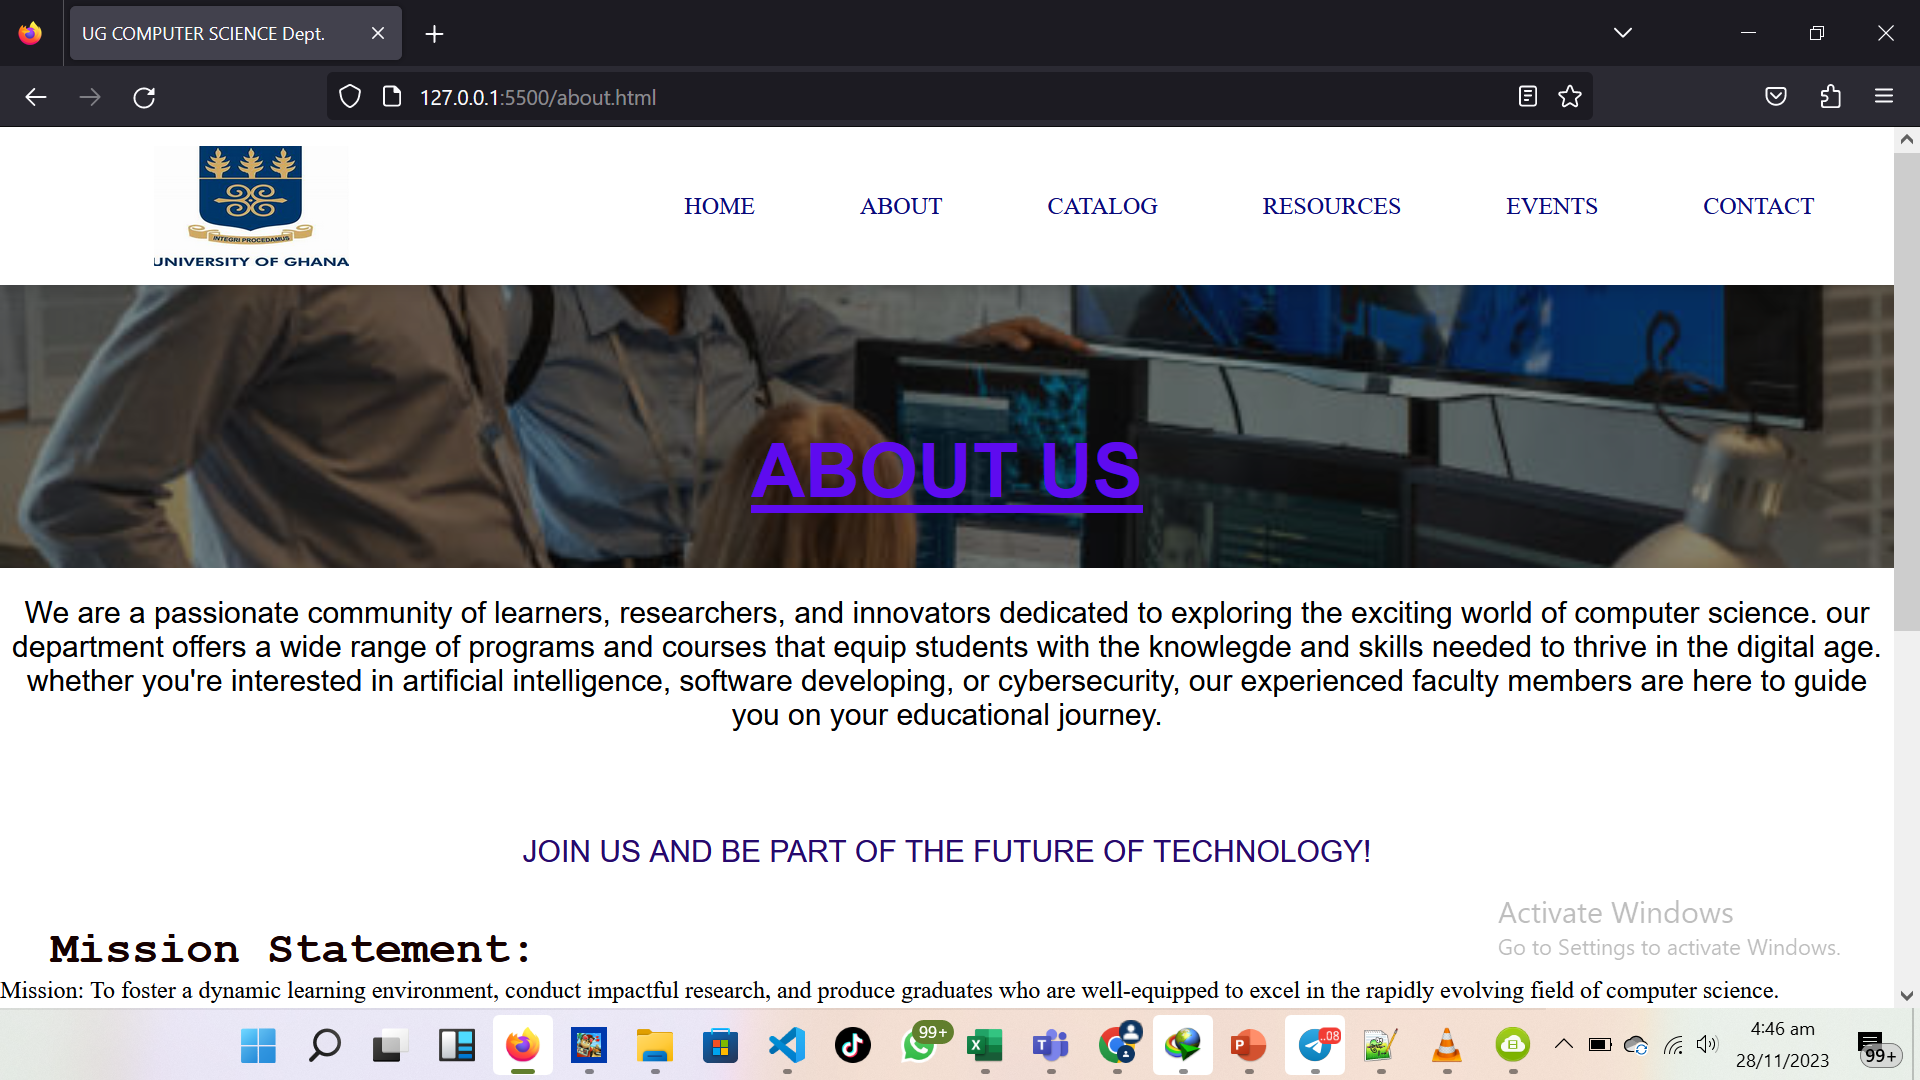 UG COMPUTER SCIENCE Dept.
127.0.0.1:5500/about.html
INTEGRI PROCEDAMUS
UNIVERSITY OF GHANA
HOME ABOUT CATALOG RESOURCES EVENTS CONTACT
ABOUT US
We are a passionate community of learners, researchers, and innovators dedicated to exploring the exciting world of computer science. our
department offers a wide range of programs and courses that equip students with the knowlegde and skills needed to thrive in the digital age.
whether you're interested in artificial intelligence, software developing, or cybersecurity, our experienced faculty members are here to guide
you on your educational journey.
JOIN US AND BE PART OF THE FUTURE OF TECHNOLOGY!
Activate Windows
Go to Settings to activate Windows.
Mission Statement:
Mission: To foster a dynamic learning environment, conduct impactful research, and produce graduates who are well-equipped to excel in the rapidly evolving field of computer science.
99+
..08
4:46 am
28/11/2023
99+